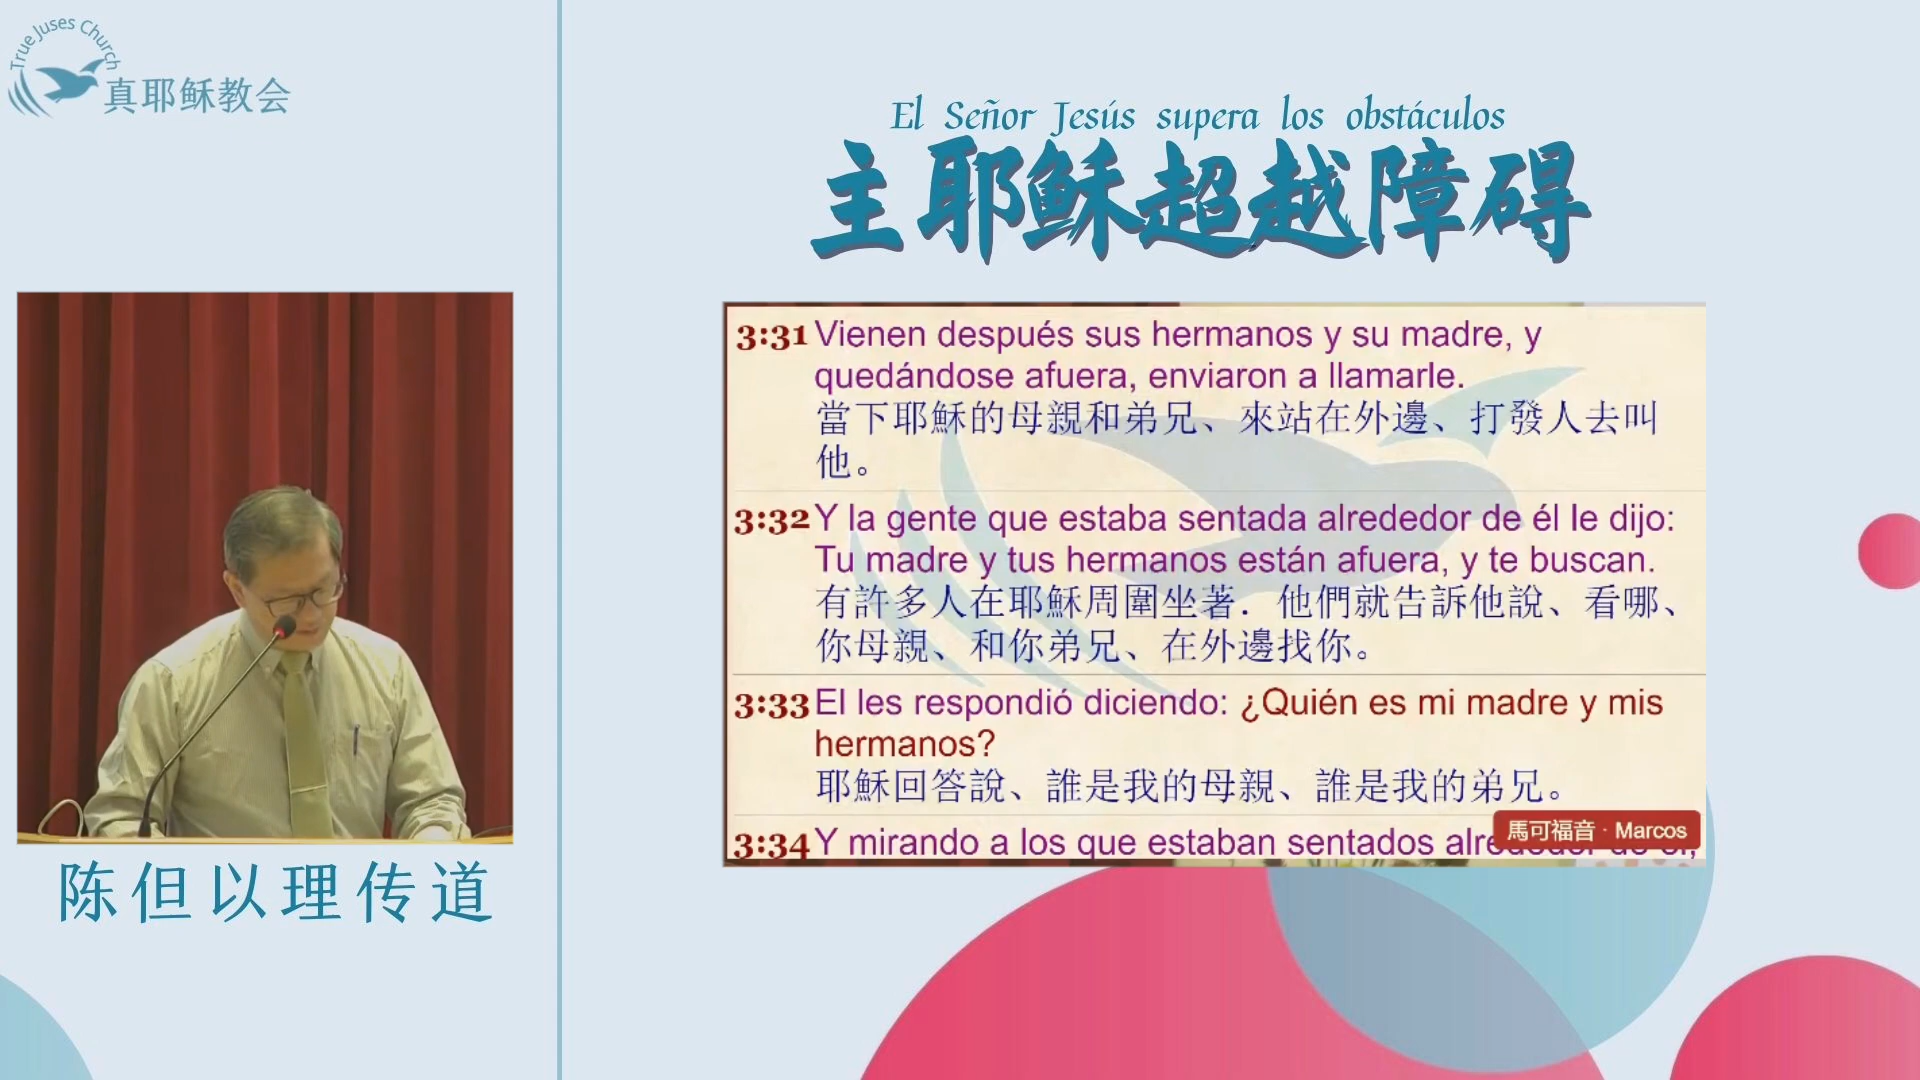 True Juses Church
真耶稣教会
El Señor Jesús supera los obstáculos
主耶稣超越障碍
3:31 Vienen después sus hermanos y su madre, y
quedándose afuera, enviaron a llamarle.
當下耶穌的母親和弟兄、來站在外邊、打發人去叫
他。
3:32 Y la gente que estaba sentada alrededor de él le dijo:
Tu madre y tus hermanos están afuera, y te buscan.
有許多人在耶穌周圍坐著．他們就告訴他說、看哪、
你母親、和你弟兄、在外邊找你。
3:33 El les respondió diciendo: ¿Quién es mi madre y mis
hermanos?
耶穌回答說、誰是我的母親、誰是我的弟兄。
3:34 Y mirando a los que estaban sentados
馬可福音 · Marcos
陈但以理传道